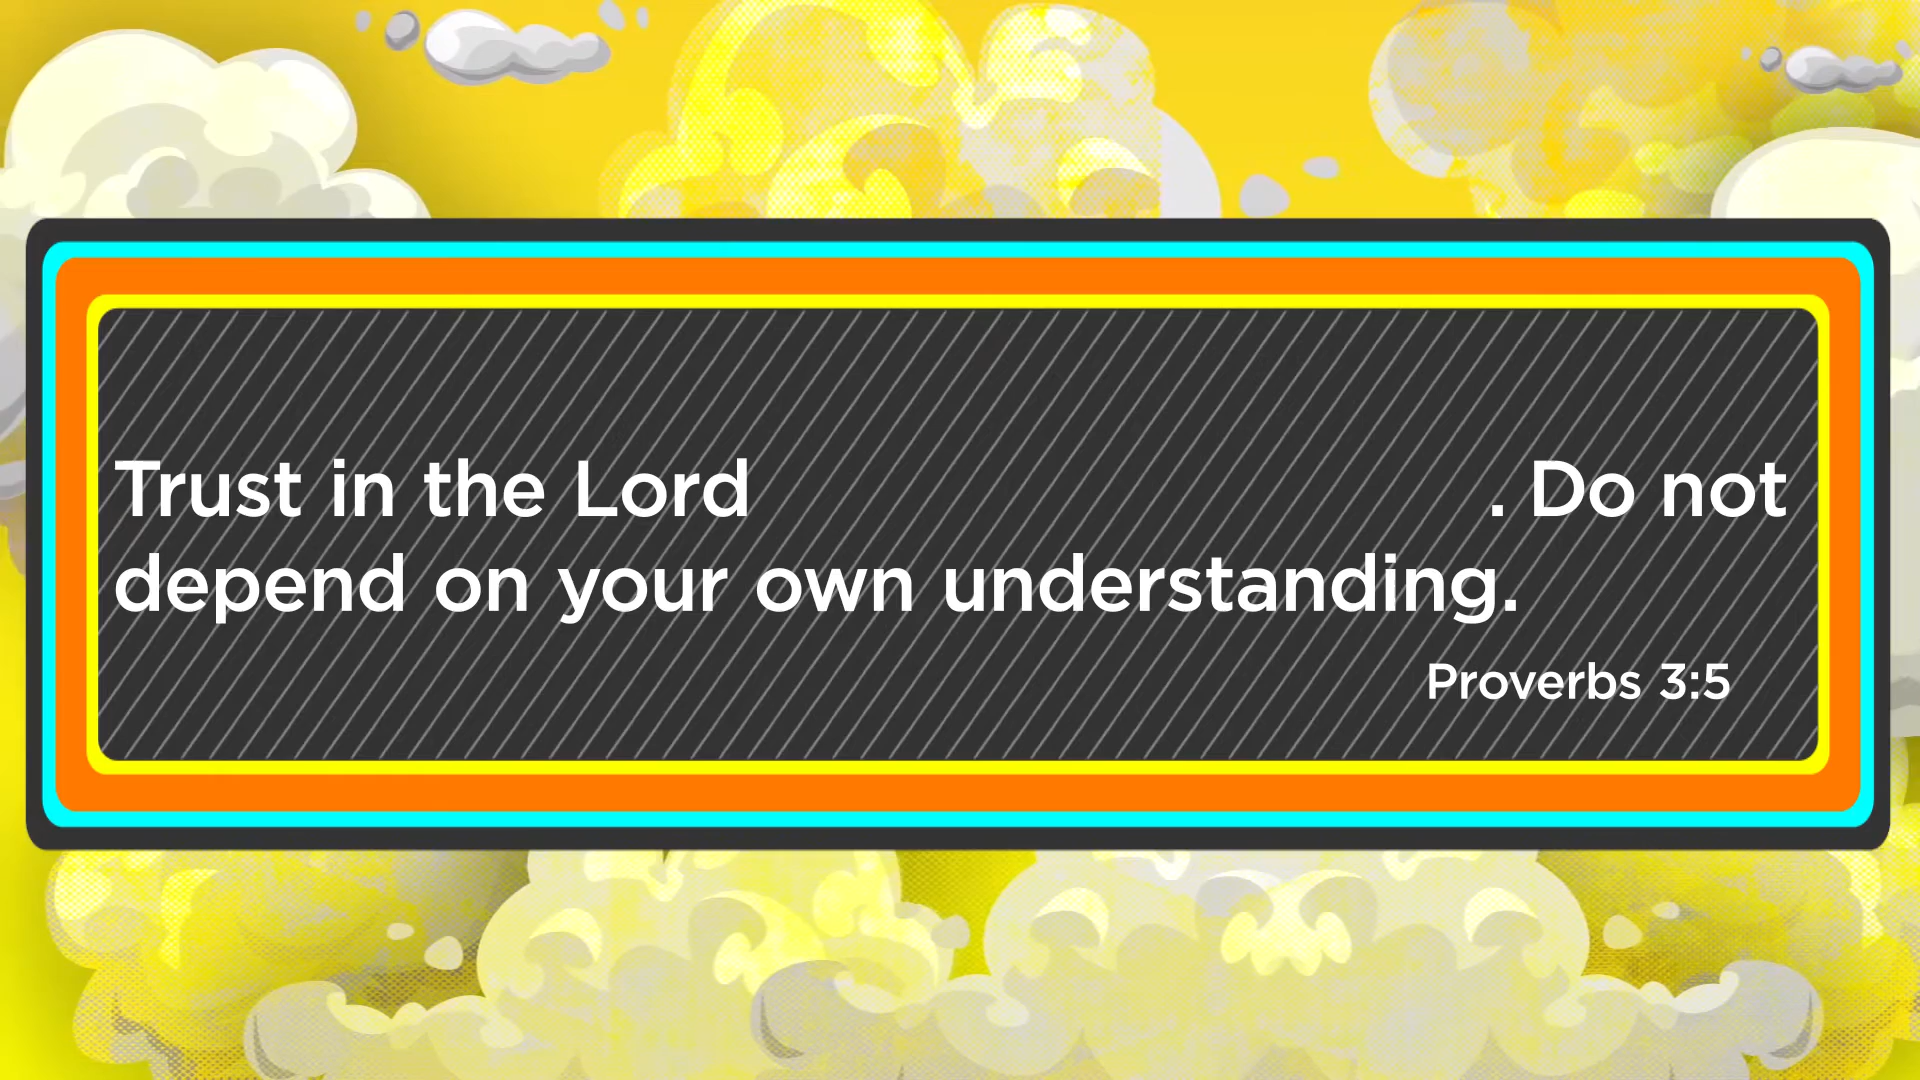 Trust in the Lord . Do not
depend on your own understanding.
Proverbs 3:5